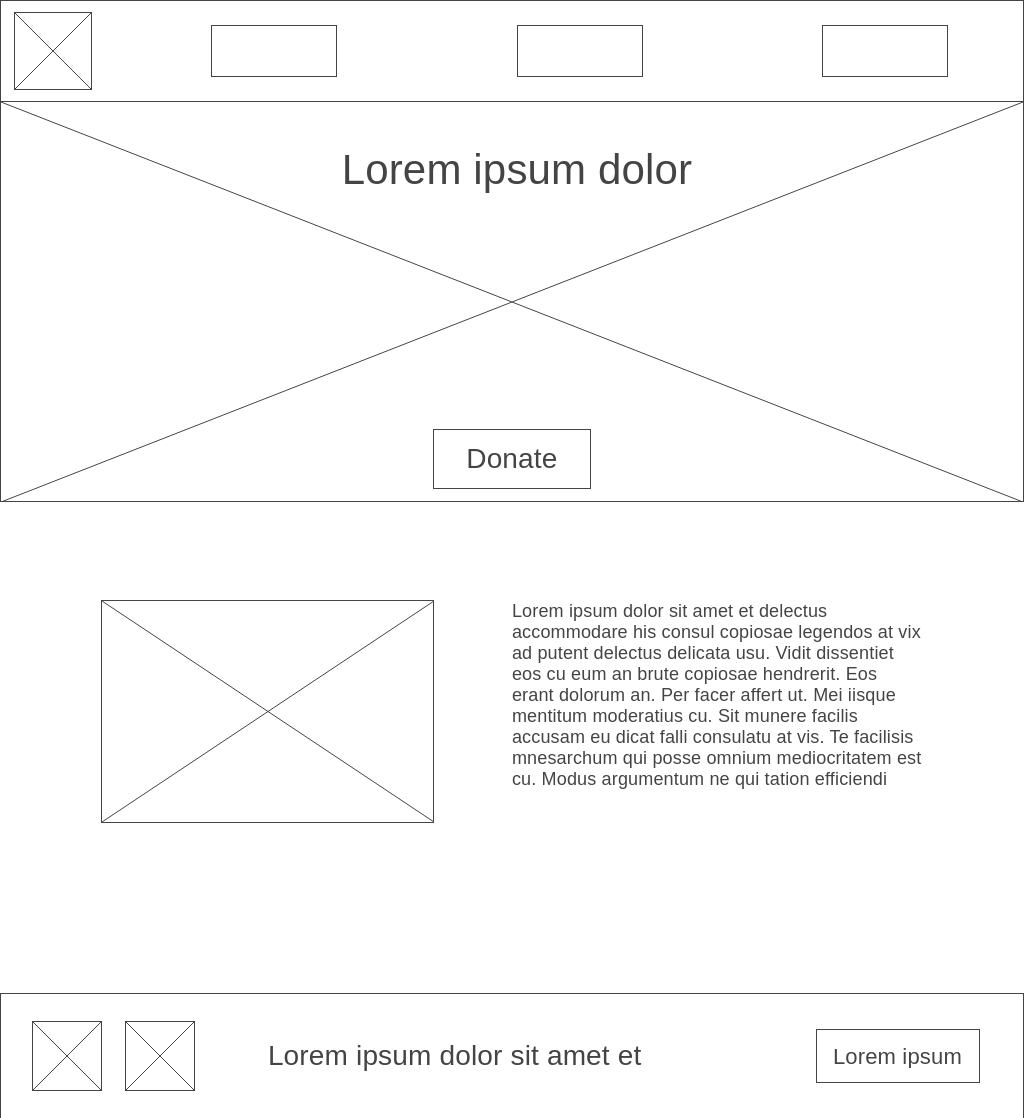 Lorem ipsum dolor
Donate
Lorem ipsum dolor sit amet et delectus
accommodare his consul copiosae legendos at vix
ad putent delectus delicata usu. Vidit dissentiet
eos cu eum an brute copiosae hendrerit. Eos
erant dolorum an. Per facer affert ut. Mei iisque
mentitum moderatius cu. Sit munere facilis
accusam eu dicat falli consulatu at vis. Te facilisis
mnesarchum qui posse omnium mediocritatem est
cu. Modus argumentum ne qui tation efficiendi
Lorem ipsum dolor sit amet et
Lorem ipsum